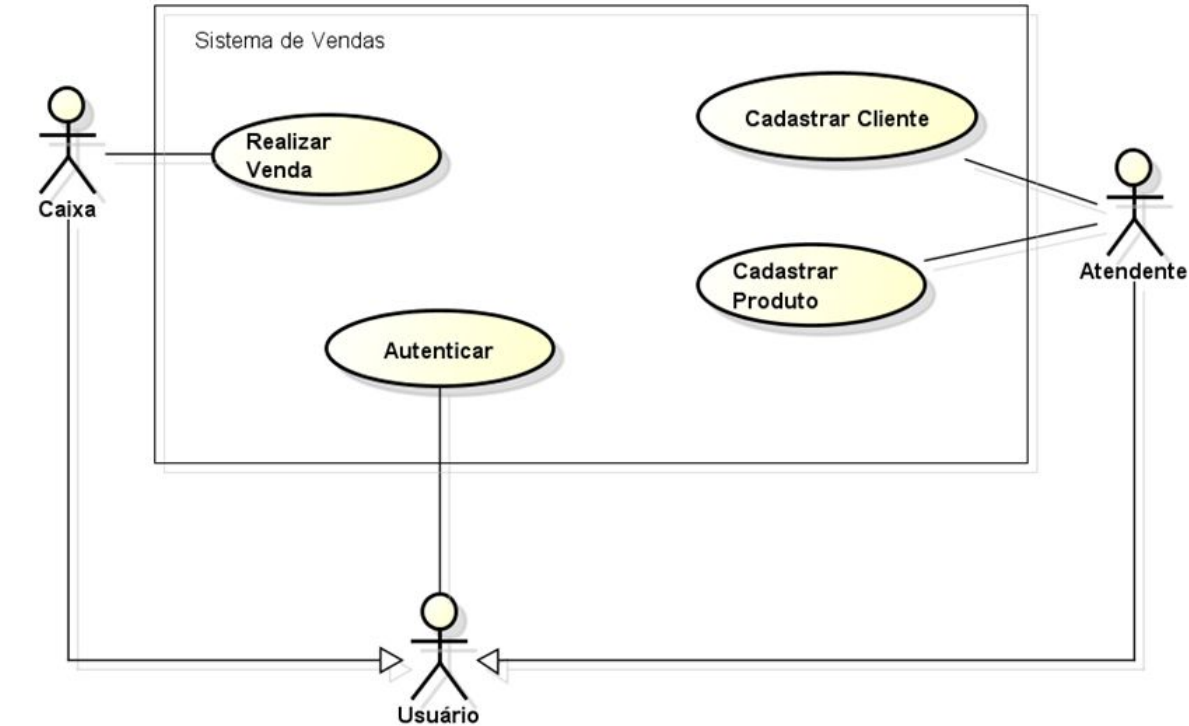 Sistema de Vendas
Realizar
Venda
Cadastrar Cliente
Caixa
Atendente
Cadastrar
Produto
Autenticar
Usuário